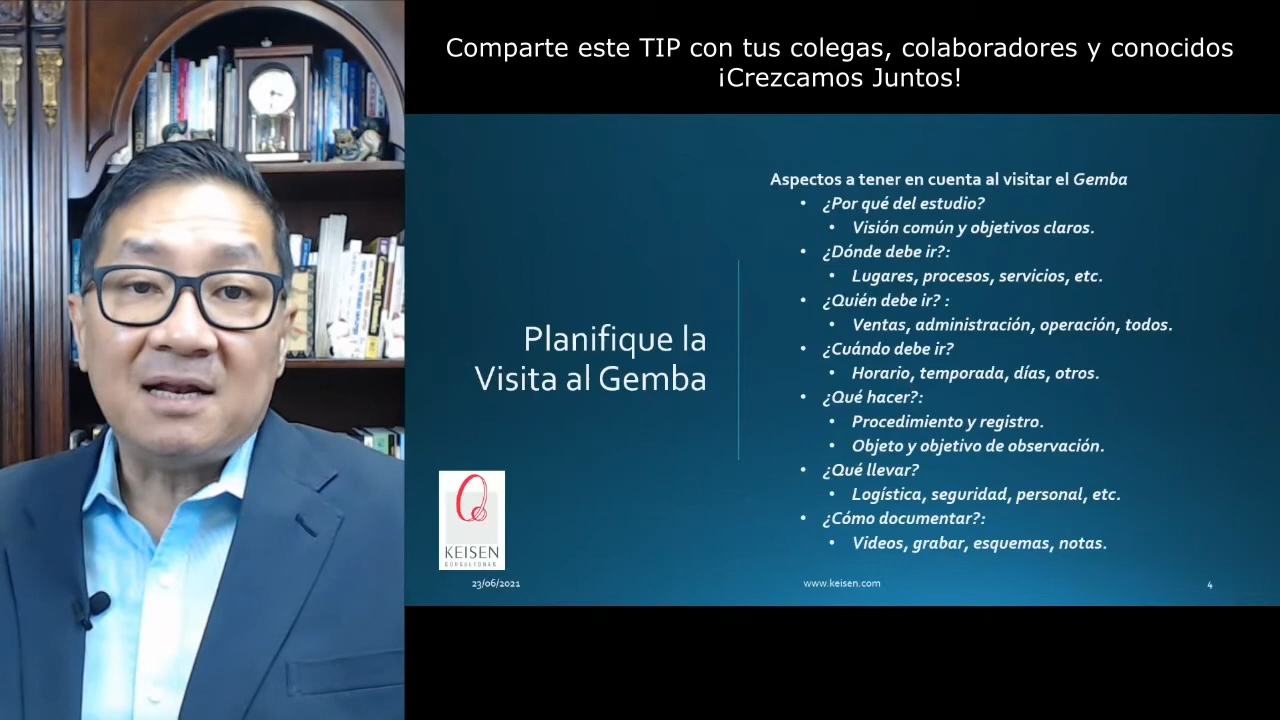 Comparte este TIP con tus colegas, colaboradores y conocidos
¡Crezcamos Juntos!
Aspectos a tener en cuenta al visitar el Gemba
• ¿Por qué del estudio?
• Visión común y objetivos claros.
• ¿Dónde debe ir?:
• Lugares, procesos, servicios, etc.
• ¿Quién debe ir? :
• Ventas, administración, operación, todos.
• ¿Cuándo debe ir?
• Horario, temporada, días, otros.
• ¿Qué hacer?:
• Procedimiento y registro.
• Objeto y objetivo de observación.
• ¿Qué llevar?
• Logística, seguridad, personal, etc.
• ¿Cómo documentar?:
• Vídeos, grabar, esquemas, notas.
Planifique la
Visita al Gemba
KEISEN
CONSULTORES
23/06/2021
www.keisen.com
4